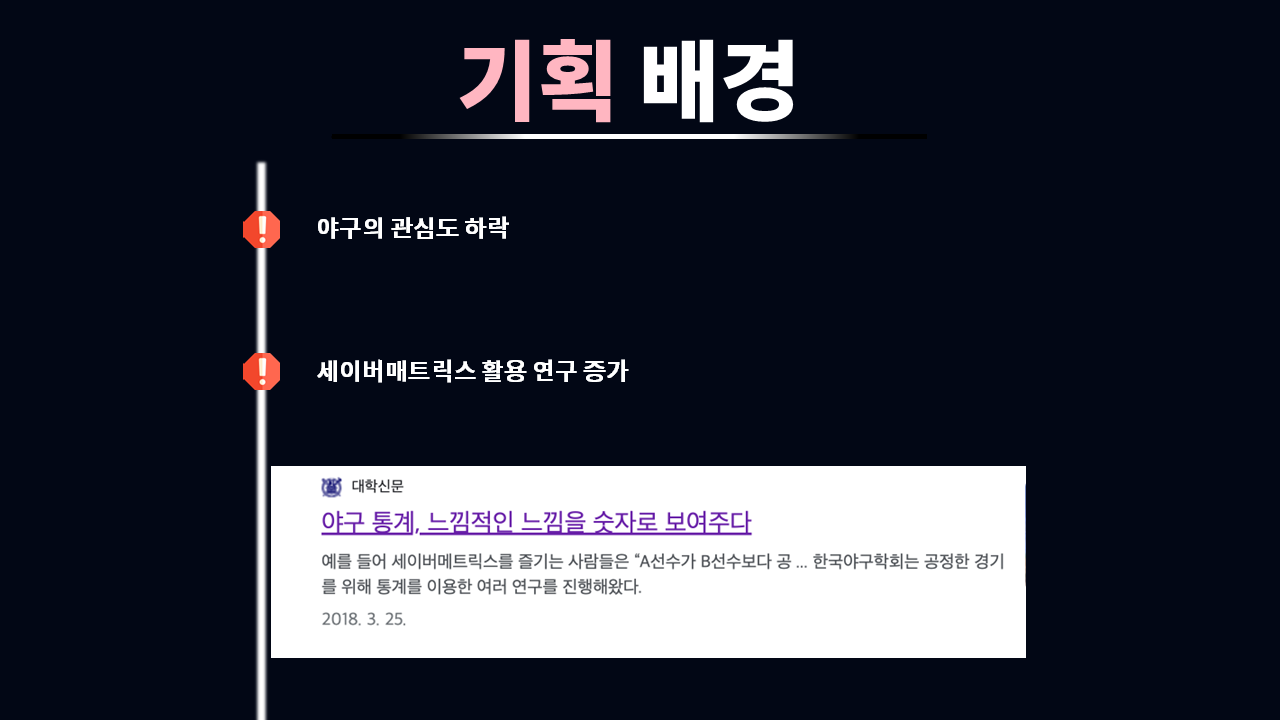 기획 배경
야구의 관심도 하락
세이버매트릭스 활용 연구 증가
대학신문
야구 통계, 느낌적인 느낌을 숫자로 보여주다
예를 들어 세이버메트릭스를 즐기는 사람들은 “A선수가 B선수보다 공 ... 한국야구학회는 공정한 경기
를 위해 통계를 이용한 여러 연구를 진행해왔다.
2018. 3. 25.